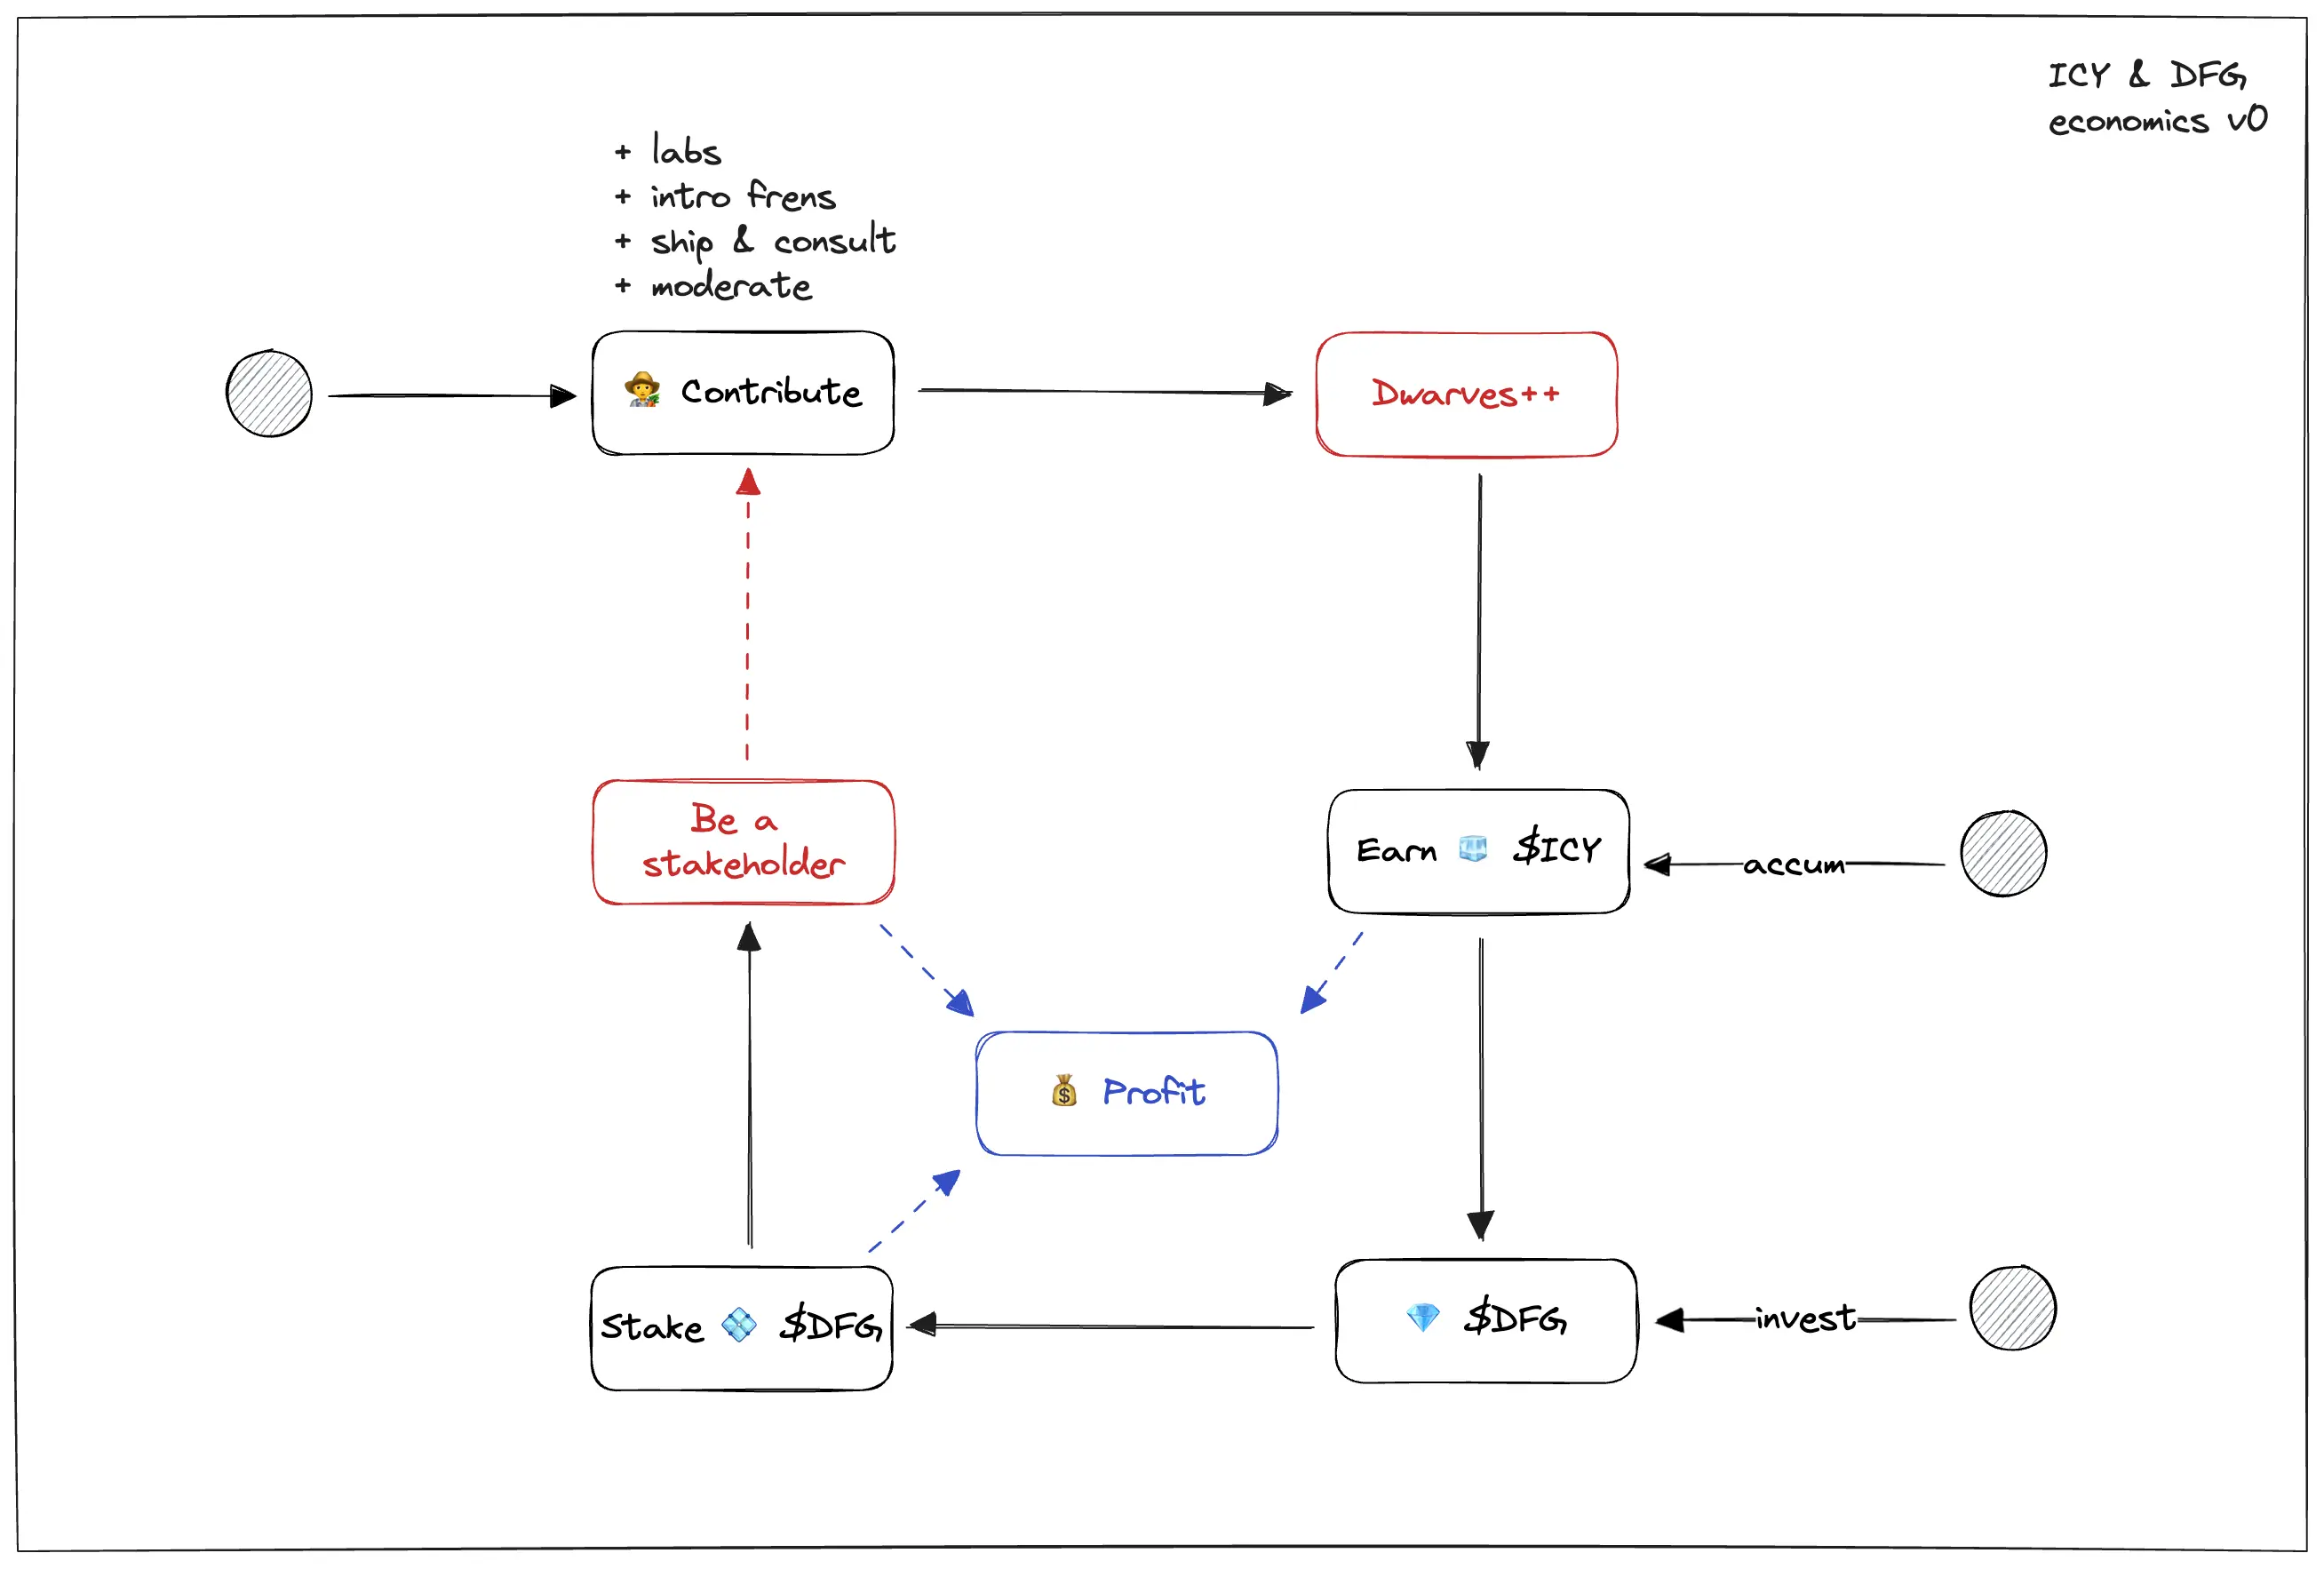 ICY & DFG
economics v0
+ labs
+ intro frens
+ ship & consult
+ moderate
Contribute
Dwarves++
Be a
stakeholder
Earn $ICY
accum
Profit
Stake $DFG
$DFG
invest